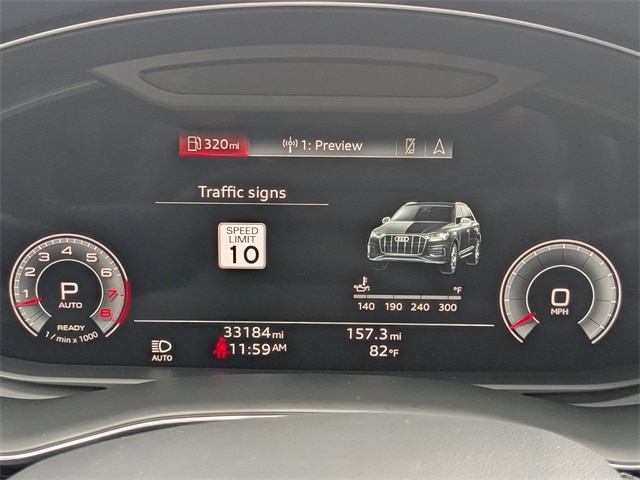 320mi
1: Preview
Traffic signs
SPEED
LIMIT
10
°F
140 190 240 300
1 2 3 4 5 6 7 8
P
AUTO
READY
1 / min x 1000
0
MPH
33184mi 157.3mi
AUTO
11:59AM 82°F